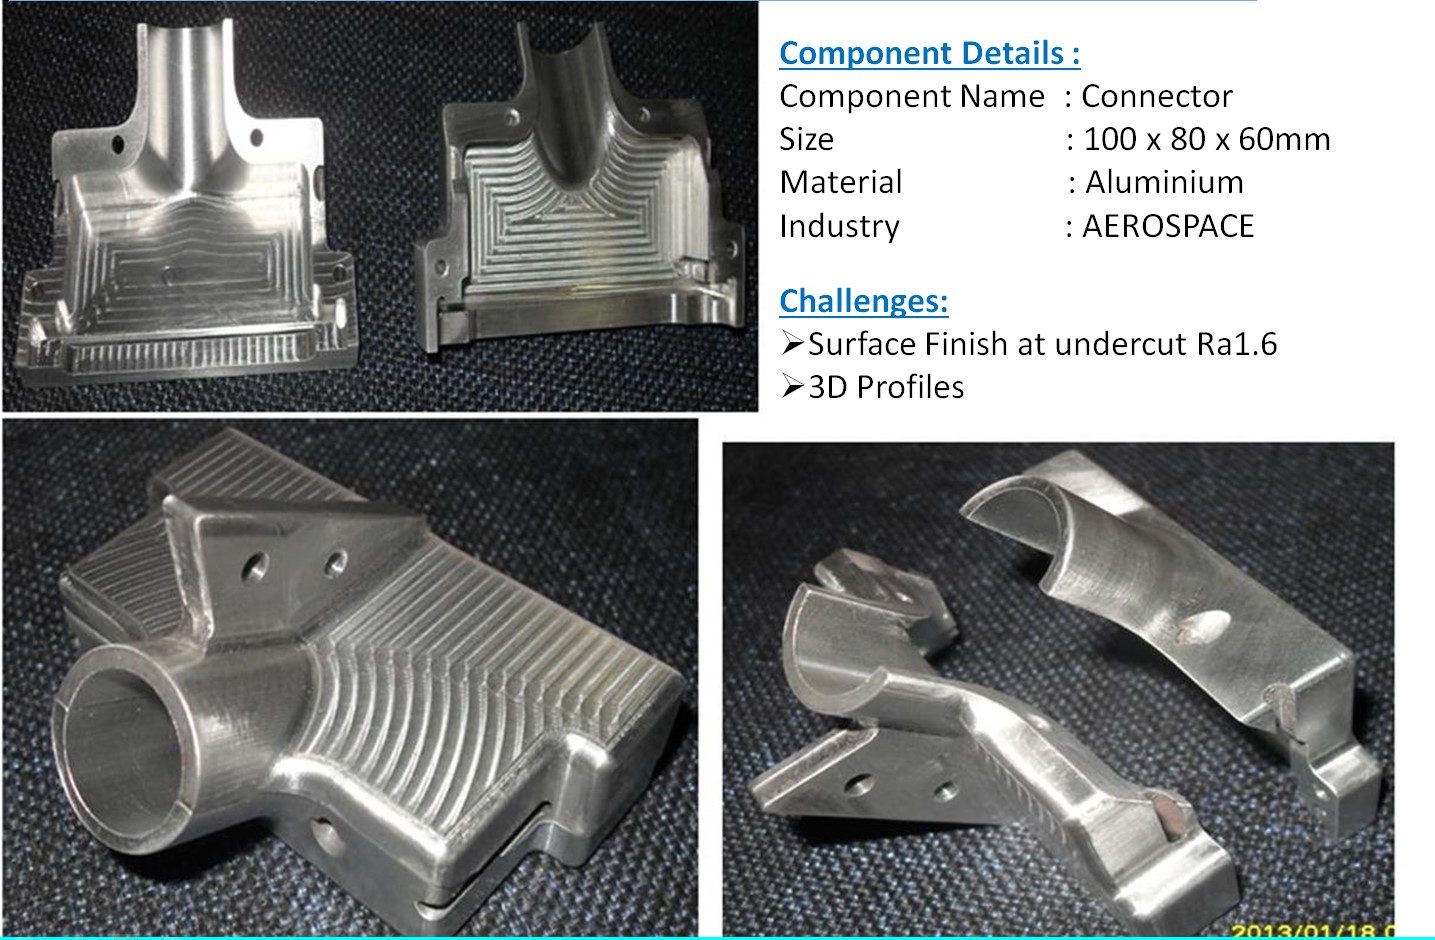 Component Details :
Component Name : Connector
Size : 100 x 80 x 60mm
Material : Aluminium
Industry : AEROSPACE
Challenges:
➢Surface Finish at undercut Ra1.6
➢3D Profiles
2013/01/18